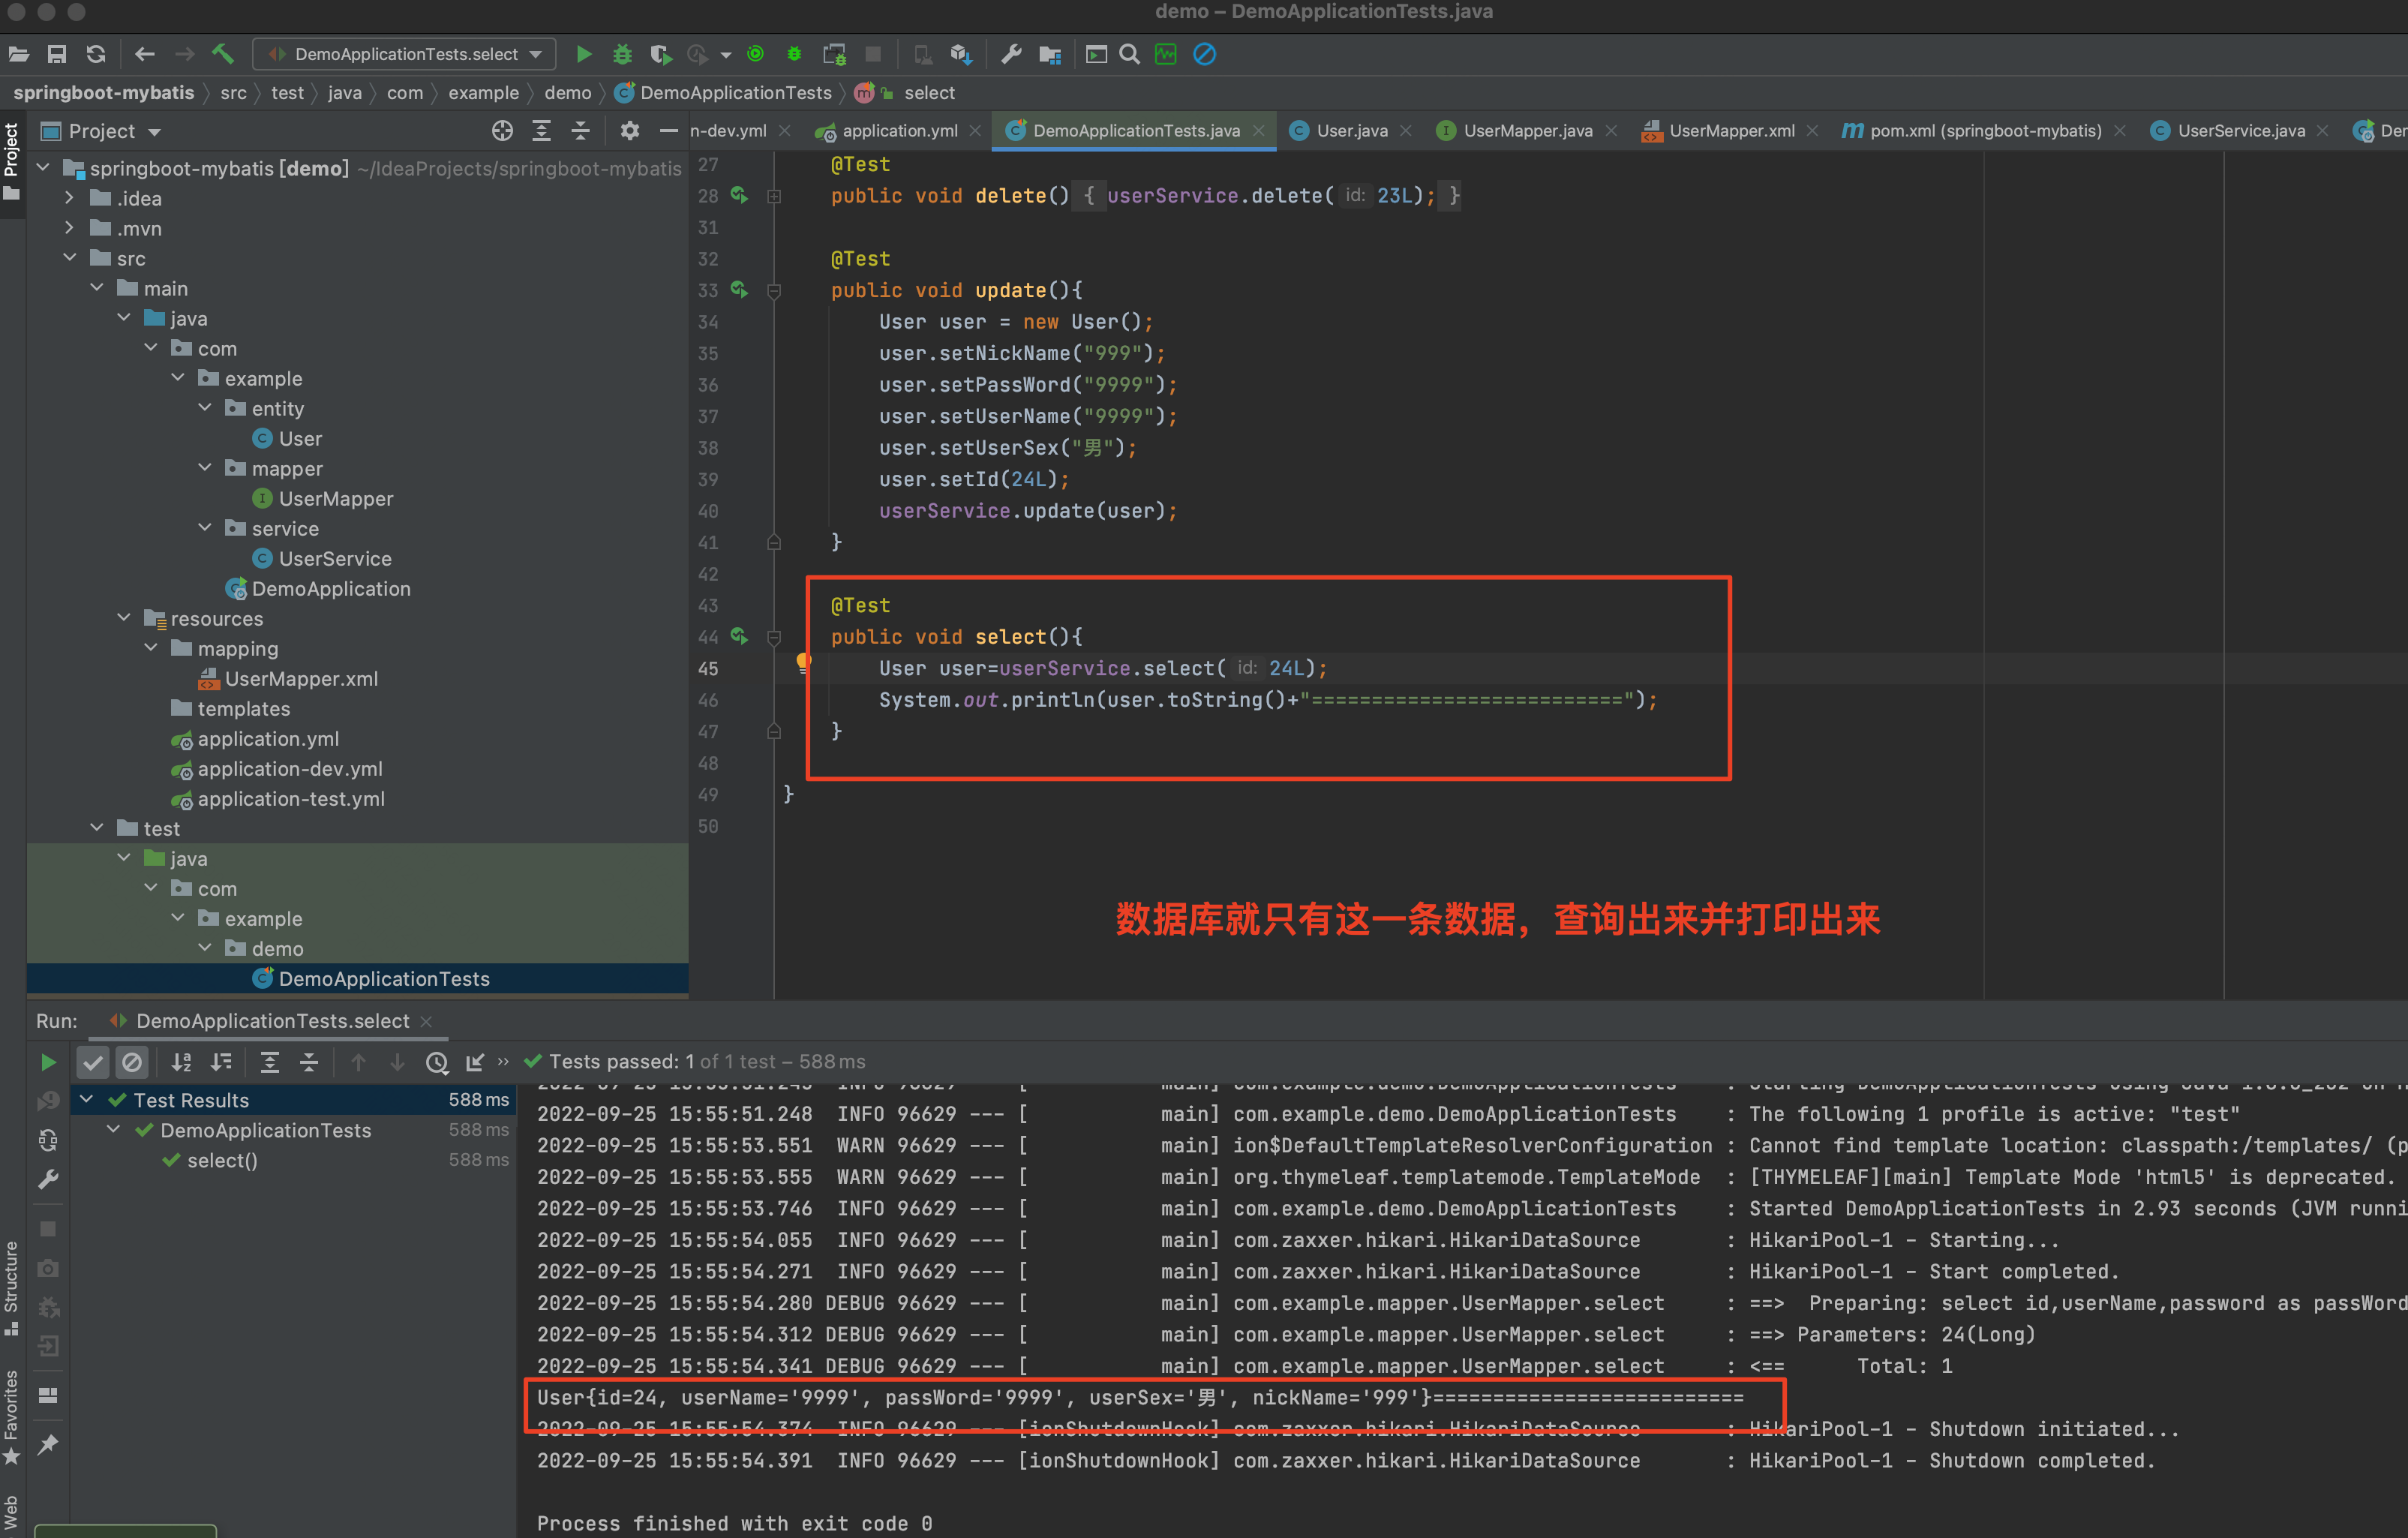 demo – DemoApplicationTests.java
DemoApplicationTests.select
springboot-mybatis src test java com example demo DemoApplicationTests select
Project
n-dev.yml application.yml DemoApplicationTests.java User.java UserMapper.java UserMapper.xml pom.xml (springboot-mybatis) UserService.java
Project
springboot-mybatis [demo] ~/IdeaProjects/springboot-mybatis
.idea
.mvn
src
main
java
com
example
entity
User
mapper
UserMapper
service
UserService
DemoApplication
resources
mapping
UserMapper.xml
templates
application.yml
application-dev.yml
application-test.yml
test
java
com
example
demo
DemoApplicationTests
27 @Test
28 public void delete() { userService.delete( id: 23L); }
31
32 @Test
33 public void update(){
34 User user = new User();
35 user.setNickName("999");
36 user.setPassWord("9999");
37 user.setUserName("9999");
38 user.setUserSex("男");
39 user.setId(24L);
40 userService.update(user);
41 }
42
43 @Test
44 public void select(){
45 User user=userService.select( id: 24L);
46 System.out.println(user.toString()+"==========================");
47 }
48
49 }
50
数据库就只有这一条数据，查询出来并打印出来
Run: DemoApplicationTests.select
Tests passed: 1 of 1 test – 588 ms
Test Results 588 ms
DemoApplicationTests 588 ms
select() 588 ms
2022-09-25 15:55:51.248 INFO 96629 --- [ main] com.example.demo.DemoApplicationTests : The following 1 profile is active: "test"
2022-09-25 15:55:53.551 WARN 96629 --- [ main] ion$DefaultTemplateResolverConfiguration : Cannot find template location: classpath:/templates/ (p
2022-09-25 15:55:53.555 WARN 96629 --- [ main] org.thymeleaf.templatemode.TemplateMode : [THYMELEAF][main] Template Mode 'html5' is deprecated.
2022-09-25 15:55:53.746 INFO 96629 --- [ main] com.example.demo.DemoApplicationTests : Started DemoApplicationTests in 2.93 seconds (JVM runni
2022-09-25 15:55:54.055 INFO 96629 --- [ main] com.zaxxer.hikari.HikariDataSource : HikariPool-1 - Starting...
2022-09-25 15:55:54.271 INFO 96629 --- [ main] com.zaxxer.hikari.HikariDataSource : HikariPool-1 - Start completed.
2022-09-25 15:55:54.280 DEBUG 96629 --- [ main] com.example.mapper.UserMapper.select : ==> Preparing: select id,userName,password as passWord
2022-09-25 15:55:54.312 DEBUG 96629 --- [ main] com.example.mapper.UserMapper.select : ==> Parameters: 24(Long)
2022-09-25 15:55:54.341 DEBUG 96629 --- [ main] com.example.mapper.UserMapper.select : <== Total: 1
User{id=24, userName='9999', passWord='9999', userSex='男', nickName='999'}==========================
2022-09-25 15:55:54.374 INFO 96629 --- [ionShutdownHook] com.zaxxer.hikari.HikariDataSource : HikariPool-1 - Shutdown initiated...
2022-09-25 15:55:54.391 INFO 96629 --- [ionShutdownHook] com.zaxxer.hikari.HikariDataSource : HikariPool-1 - Shutdown completed.
Process finished with exit code 0
Structure
Favorites
Web